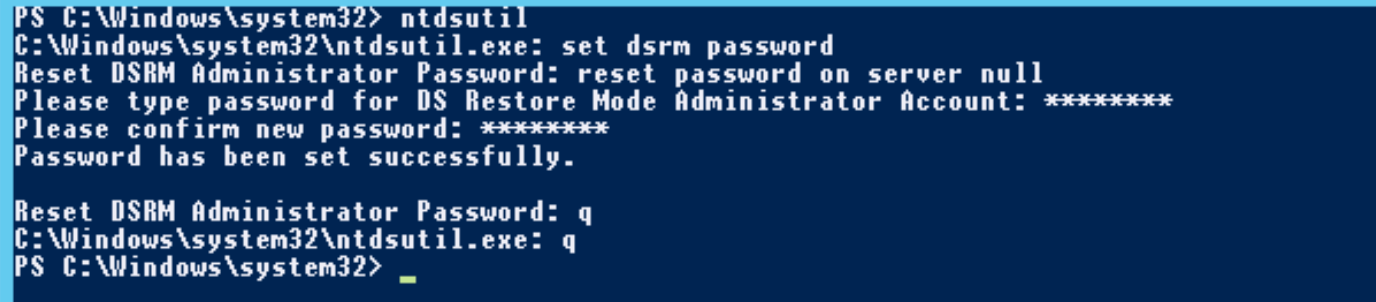 PS C:\Windows\system32> ntdsutil
C:\Windows\system32\ntdsutil.exe: set dsrm password
Reset DSRM Administrator Password: reset password on server null
Please type password for DS Restore Mode Administrator Account: ********
Please confirm new password: ********
Password has been set successfully.
Reset DSRM Administrator Password: q
C:\Windows\system32\ntdsutil.exe: q
PS C:\Windows\system32> _